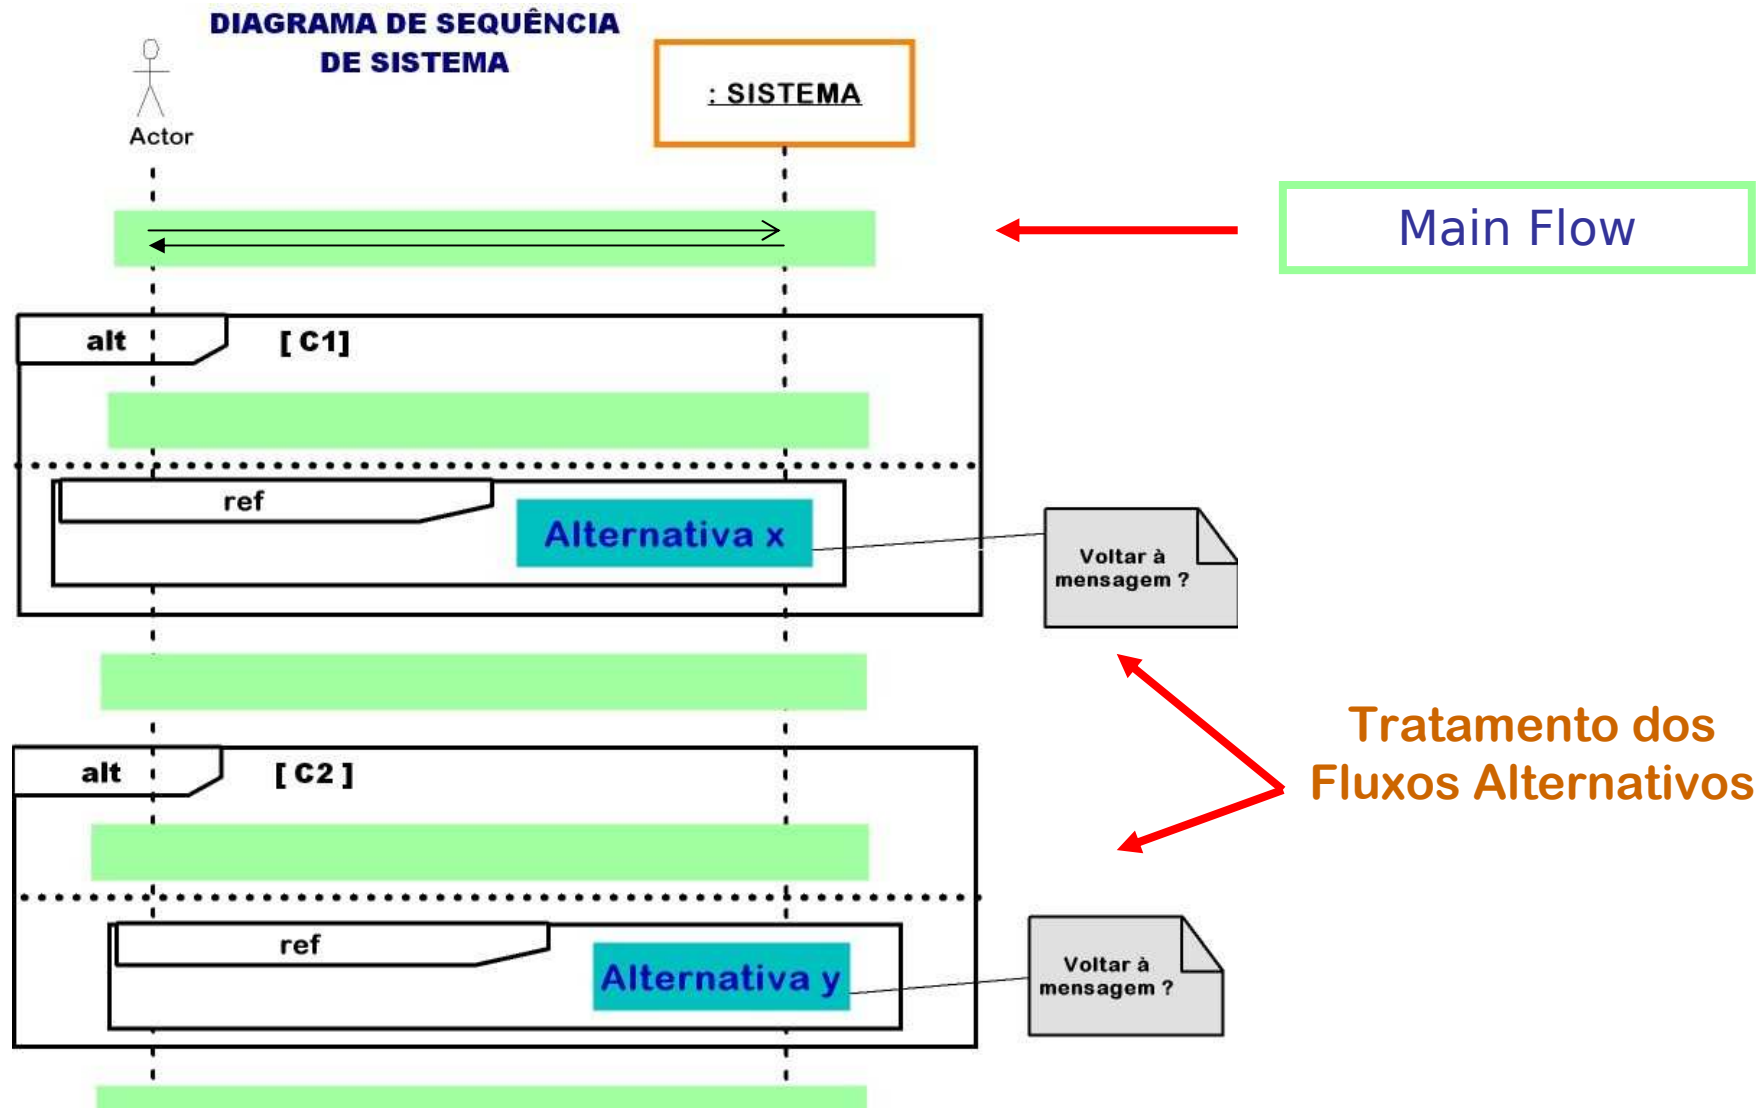 DIAGRAMA DE SEQUÊNCIA
DE SISTEMA
Actor
: SISTEMA
Main Flow
alt
[ C1]
ref
Alternativa x
Voltar à
mensagem ?
Tratamento dos
Fluxos Alternativos
alt
[ C2 ]
ref
Alternativa y
Voltar à
mensagem ?